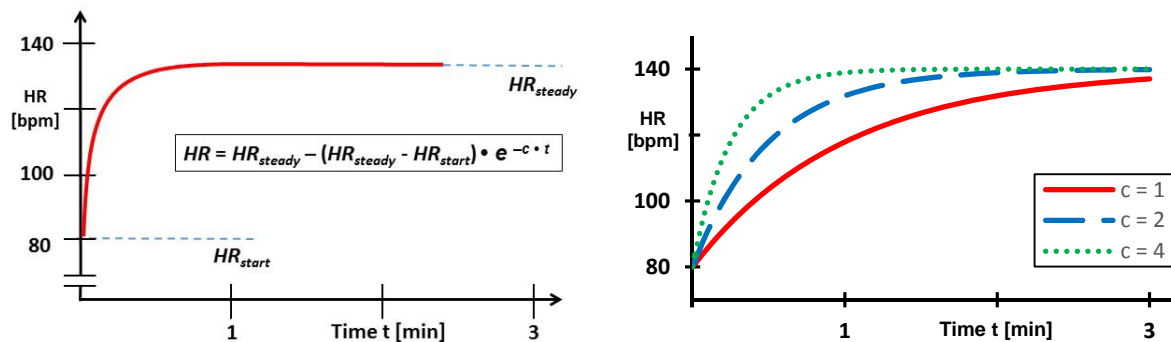 140
HR
[bpm]
100
80
HRsteady
HR = HRsteady – (HRsteady - HRstart) • e –c • t
HRstart
1
Time t [min]
3
140
HR
[bpm]
100
80
c = 1
c = 2
c = 4
1
Time t [min]
3